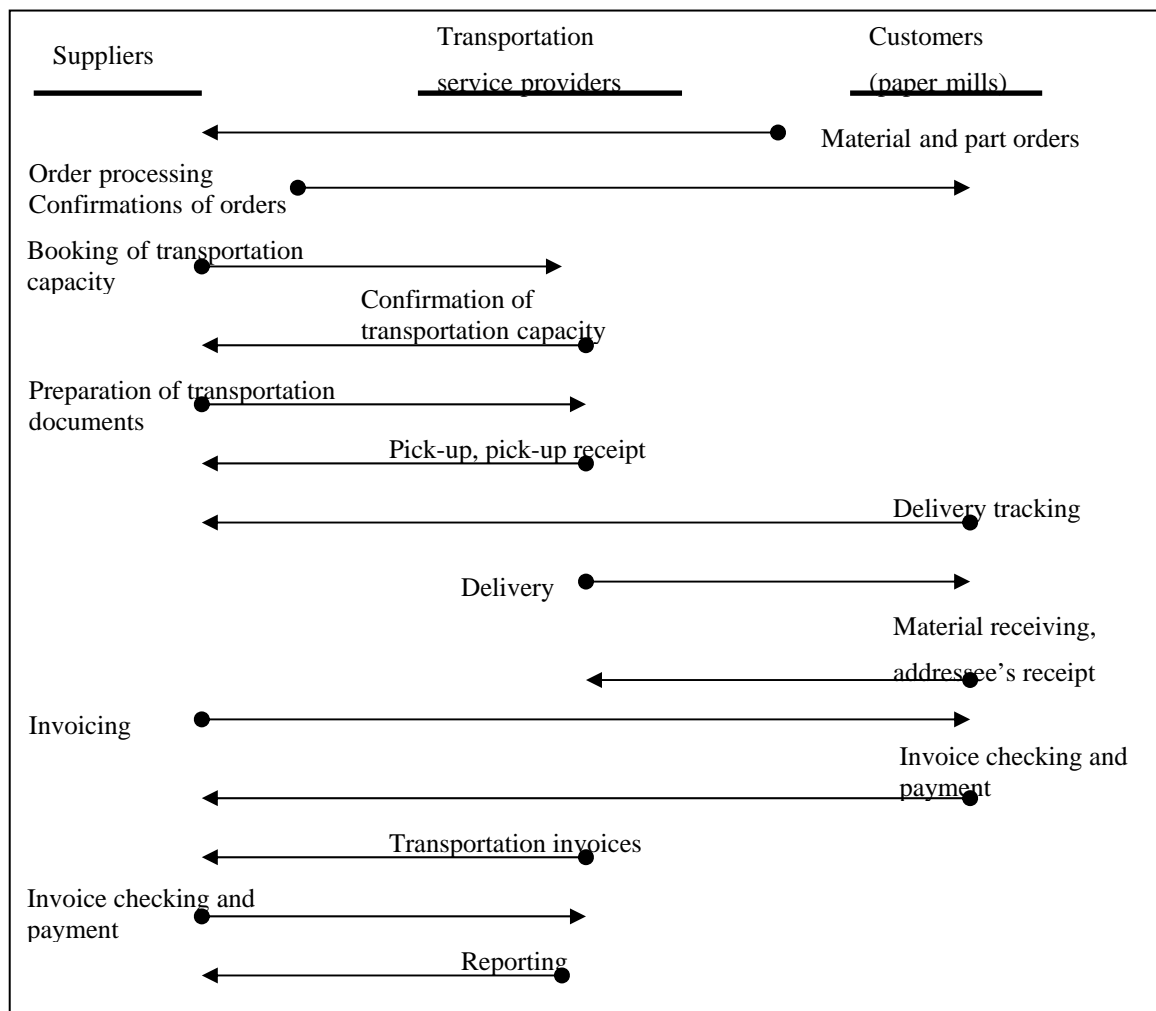 Suppliers
Transportation
service providers
Customers
(paper mills)
Material and part orders
Order processing
Confirmations of orders
Booking of transportation
capacity
Confirmation of
transportation capacity
Preparation of transportation
documents
Pick-up, pick-up receipt
Delivery tracking
Delivery
Material receiving,
addressee’s receipt
Invoicing
Invoice checking and
payment
Transportation invoices
Invoice checking and
payment
Reporting